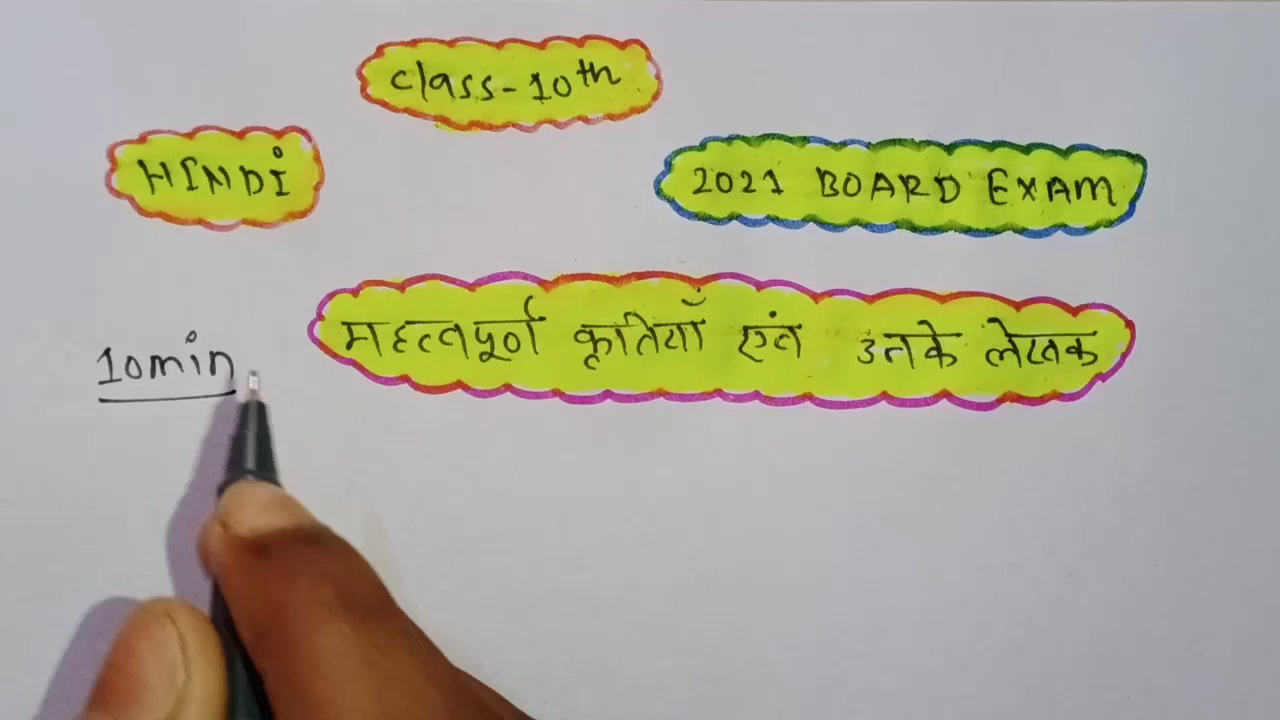 class-10th
HINDI
2021 BOARD EXAM
महत्वपूर्ण कृतियाँ एवं उनके लेखक
10min